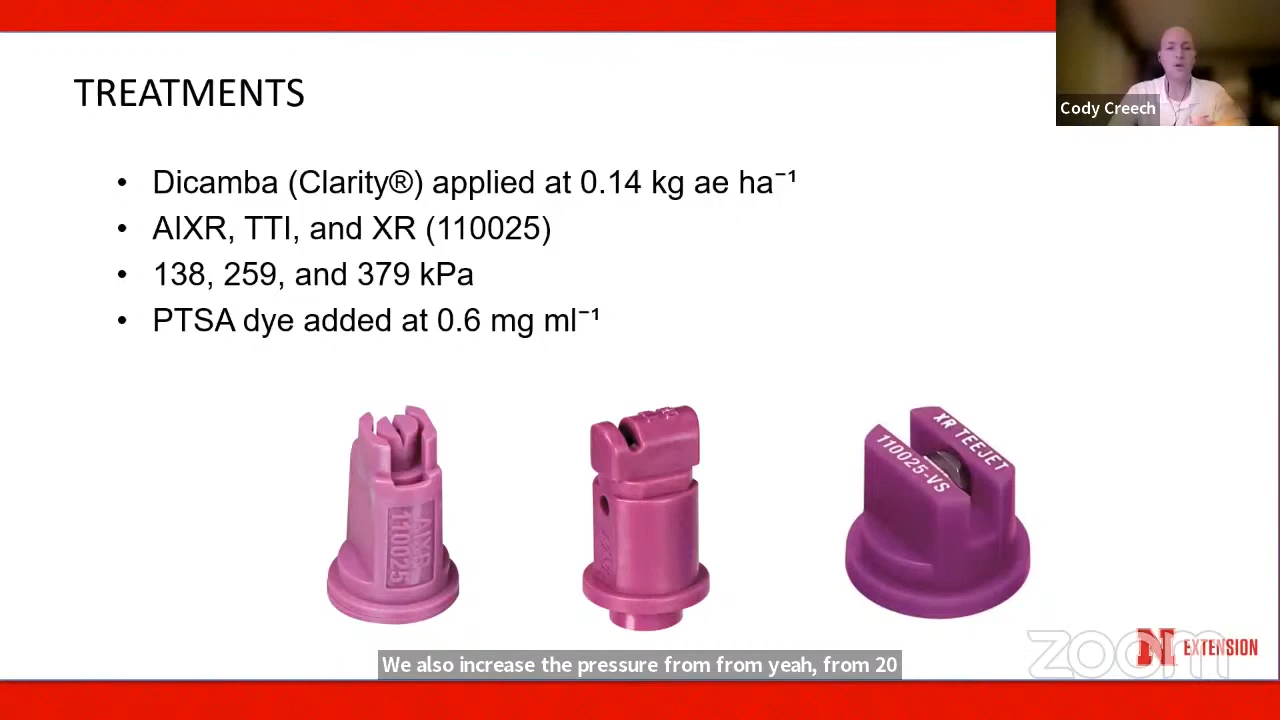 Cody Creech
TREATMENTS
• Dicamba (Clarity®) applied at 0.14 kg ae ha⁻¹
• AIXR, TTI, and XR (110025)
• 138, 259, and 379 kPa
• PTSA dye added at 0.6 mg ml⁻¹
AIXR
110025
XR TEEJET
110025-VS
zoom
N EXTENSION
We also increase the pressure from from yeah, from 20